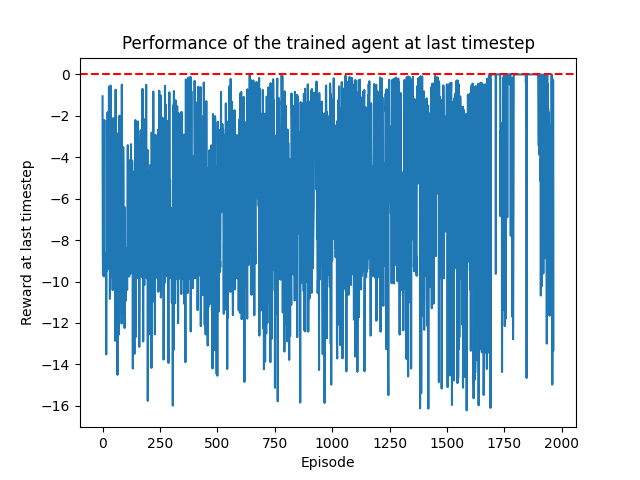 Performance of the trained agent at last timestep
Reward at last timestep
0
−2
−4
−6
−8
−10
−12
−14
−16
0 250 500 750 1000 1250 1500 1750 2000
Episode